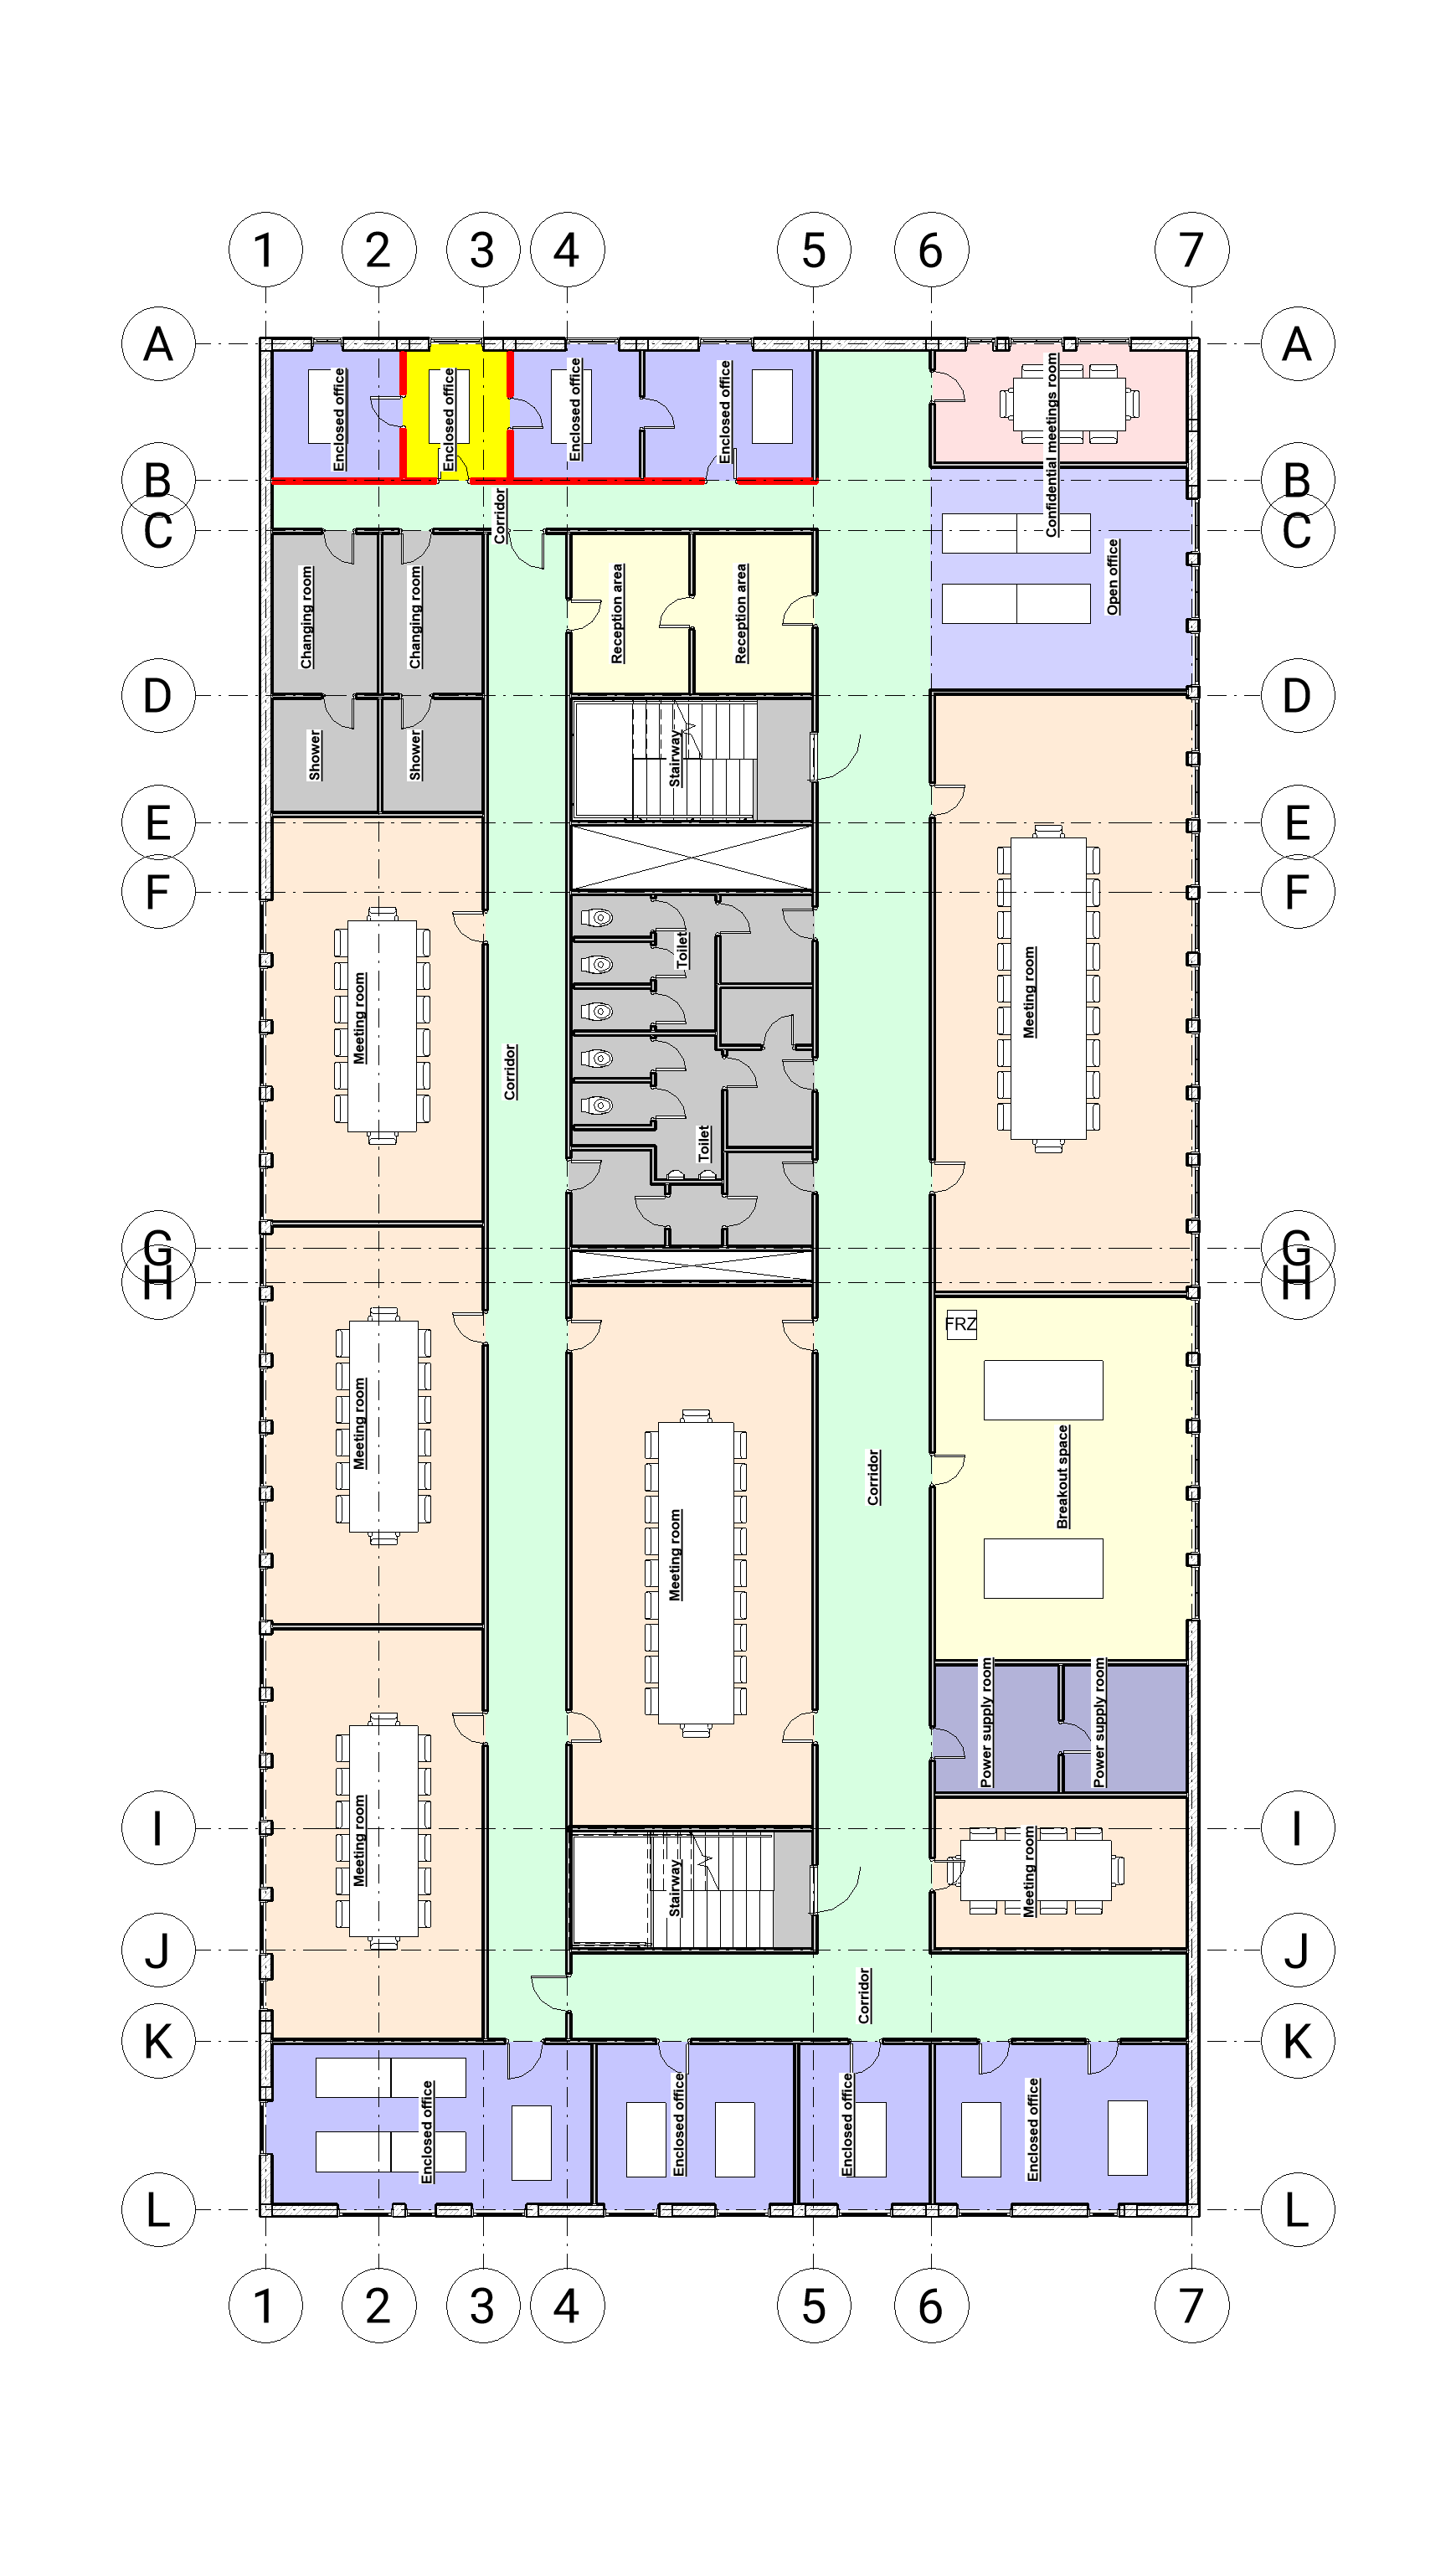 1 2 3 4 5 6 7
A A
Enclosed office
Enclosed office
Enclosed office
Enclosed office
Confidential meetings room
B B
Corridor
C C
Changing room
Changing room
Reception area
Reception area
Open office
D D
Shower
Shower
Stairway
E E
F F
Meeting room
Toilet
Meeting room
Corridor
Toilet
G G
H H
FRZ
Meeting room
Meeting room
Corridor
Breakout space
Power supply room
Power supply room
I I
Meeting room
Stairway
Meeting room
J J
Corridor
K K
Enclosed office
Enclosed office
Enclosed office
Enclosed office
L L
1 2 3 4 5 6 7